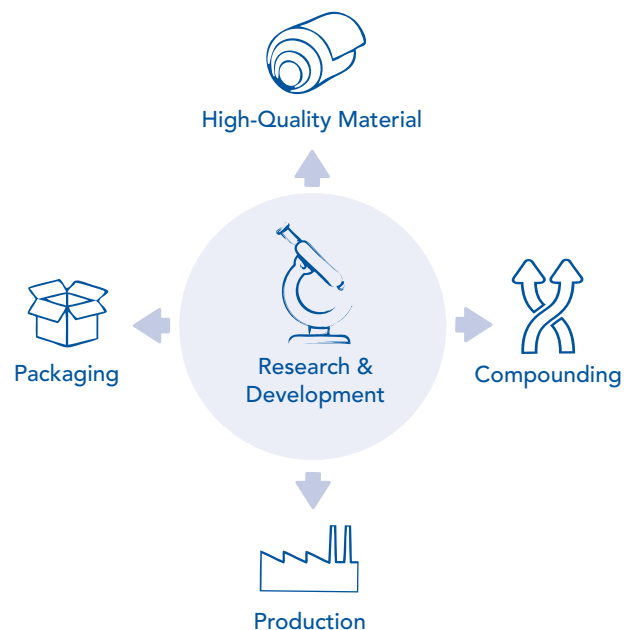 High-Quality Material
Packaging
Research &
Development
Compounding
Production